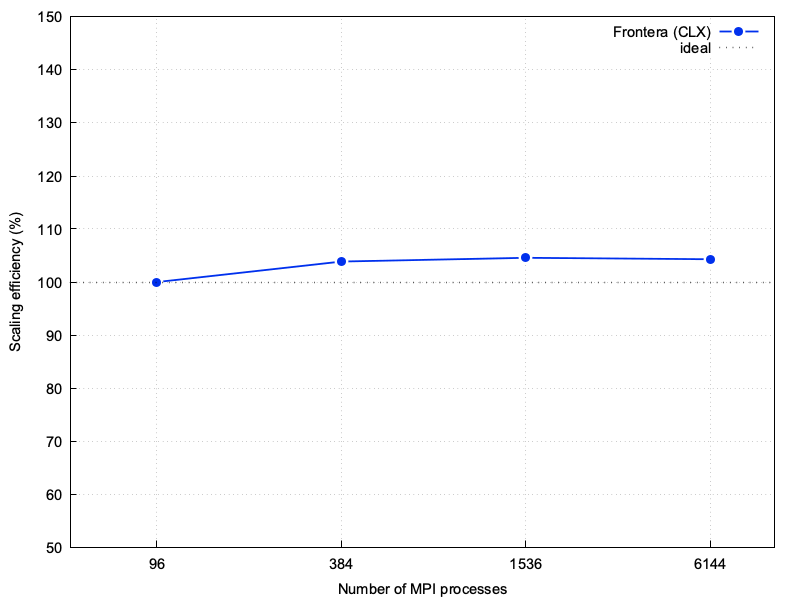 Frontera (CLX)
ideal
150
140
130
120
110
100
90
80
70
60
50
Scaling efficiency (%)
96 384 1536 6144
Number of MPI processes